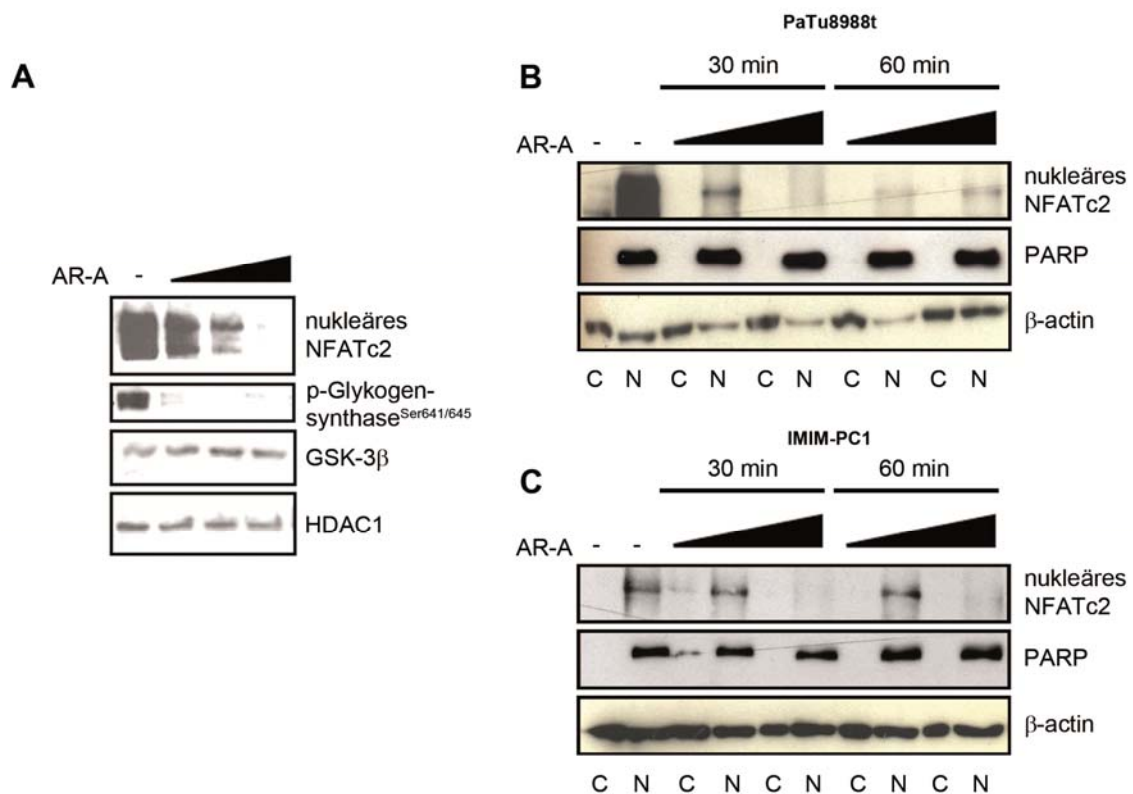 A
AR-A -
nukleäres
NFATc2
p-Glykogen-
synthase^Ser641/645
GSK-3β
HDAC1
PaTu8988t
B
30 min 60 min
AR-A - -
nukleäres
NFATc2
PARP
β-actin
C N C N C N C N C N
IMIM-PC1
C
30 min 60 min
AR-A - -
nukleäres
NFATc2
PARP
β-actin
C N C N C N C N C N